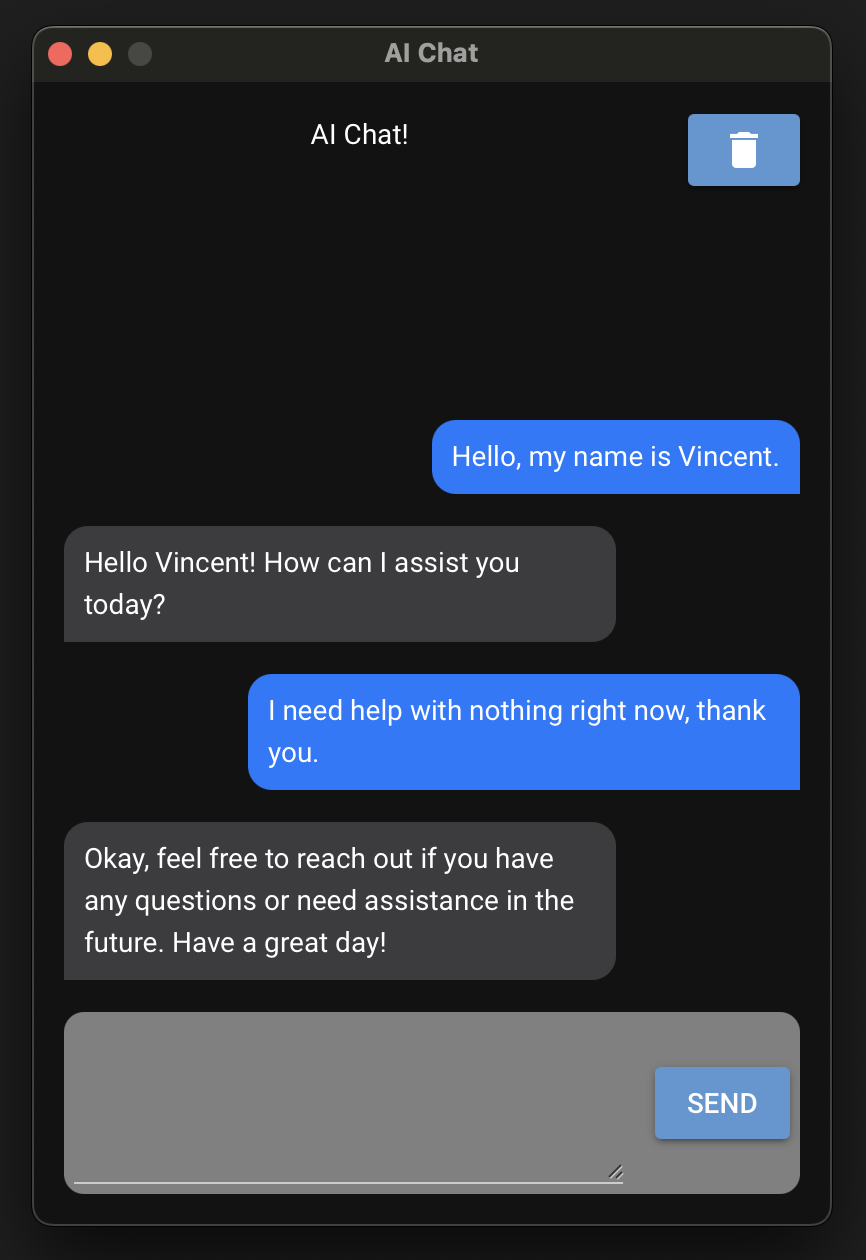 AI Chat
AI Chat!
Hello, my name is Vincent.
Hello Vincent! How can I assist you
today?
I need help with nothing right now, thank
you.
Okay, feel free to reach out if you have
any questions or need assistance in the
future. Have a great day!
SEND